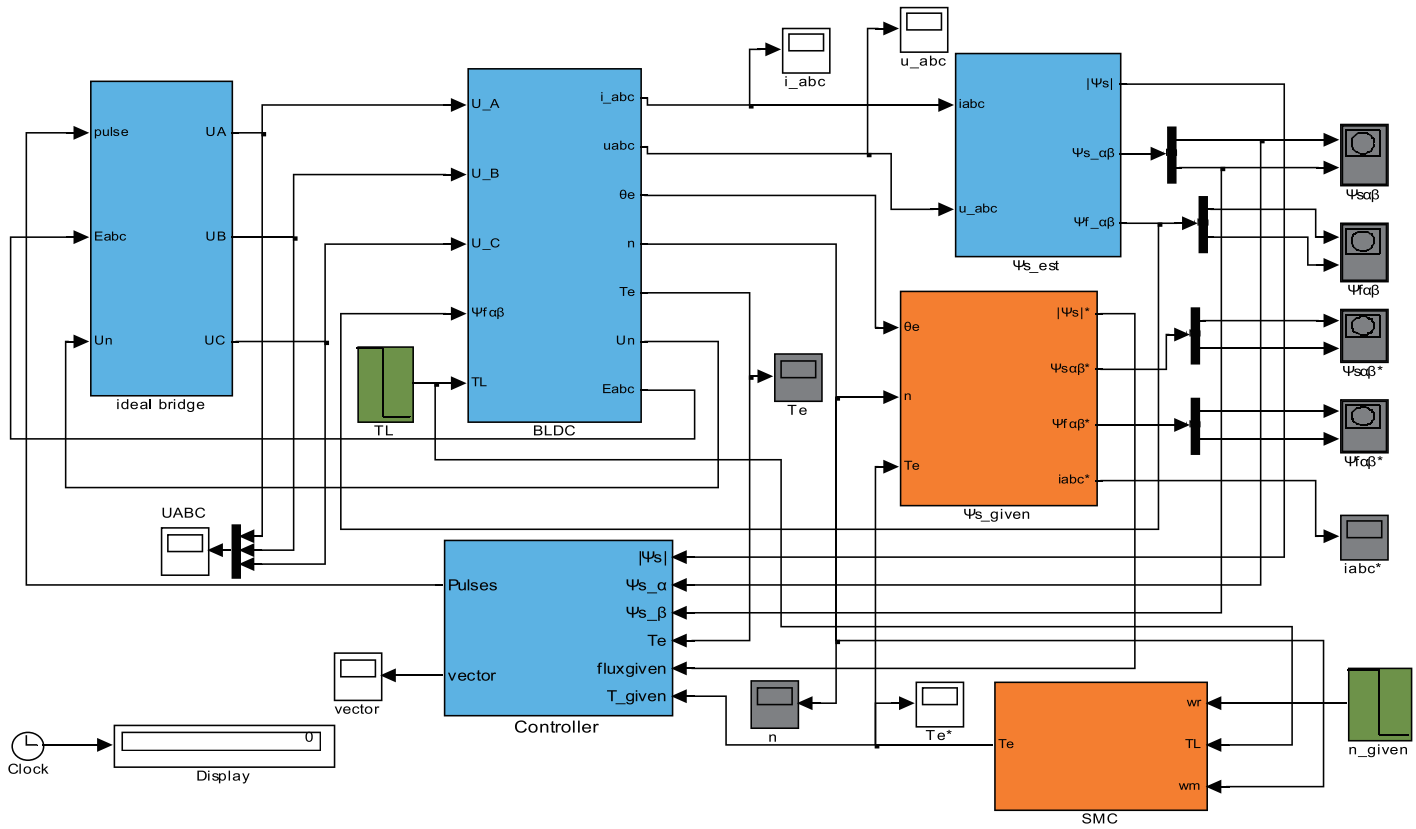 pulse
Eabc
Un
UA
UB
UC
ideal bridge
U_A
U_B
U_C
Ψfαβ
TL
i_abc
uabc
θe
n
Te
Un
Eabc
BLDC
TL
i_abc
u_abc
iabc
u_abc
|Ψs|
Ψs_αβ
Ψf_αβ
Ψs_est
Ψsαβ
Ψfαβ
Ψsαβ*
Ψfαβ*
iabc*
θe
n
Te
|Ψs|*
Ψsαβ*
Ψfαβ*
iabc*
Ψs_given
Te
UABC
Pulses
vector
|Ψs|
Ψs_α
Ψs_β
Te
fluxgiven
T_given
Controller
vector
n
Te*
Te
wr
TL
wm
SMC
n_given
Clock
0
Display